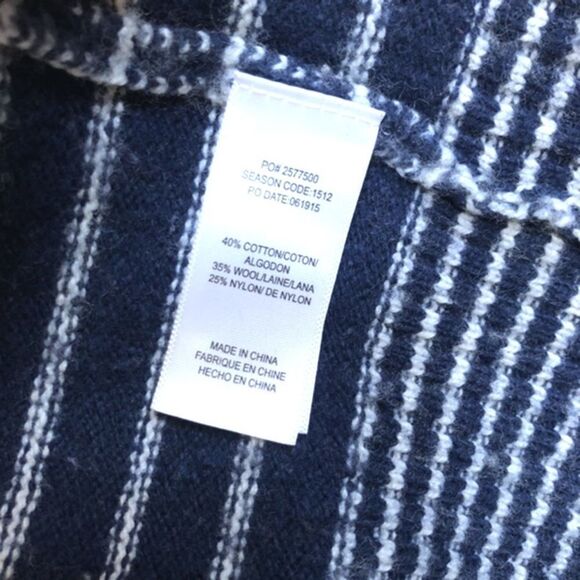 PO# 2577500
SEASON CODE:1512
PO DATE:061915
40% COTTON/COTON/
ALGODON
35% WOOL/LAINE/LANA
25% NYLON/ DE NYLON
MADE IN CHINA
FABRIQUE EN CHINE
HECHO EN CHINA